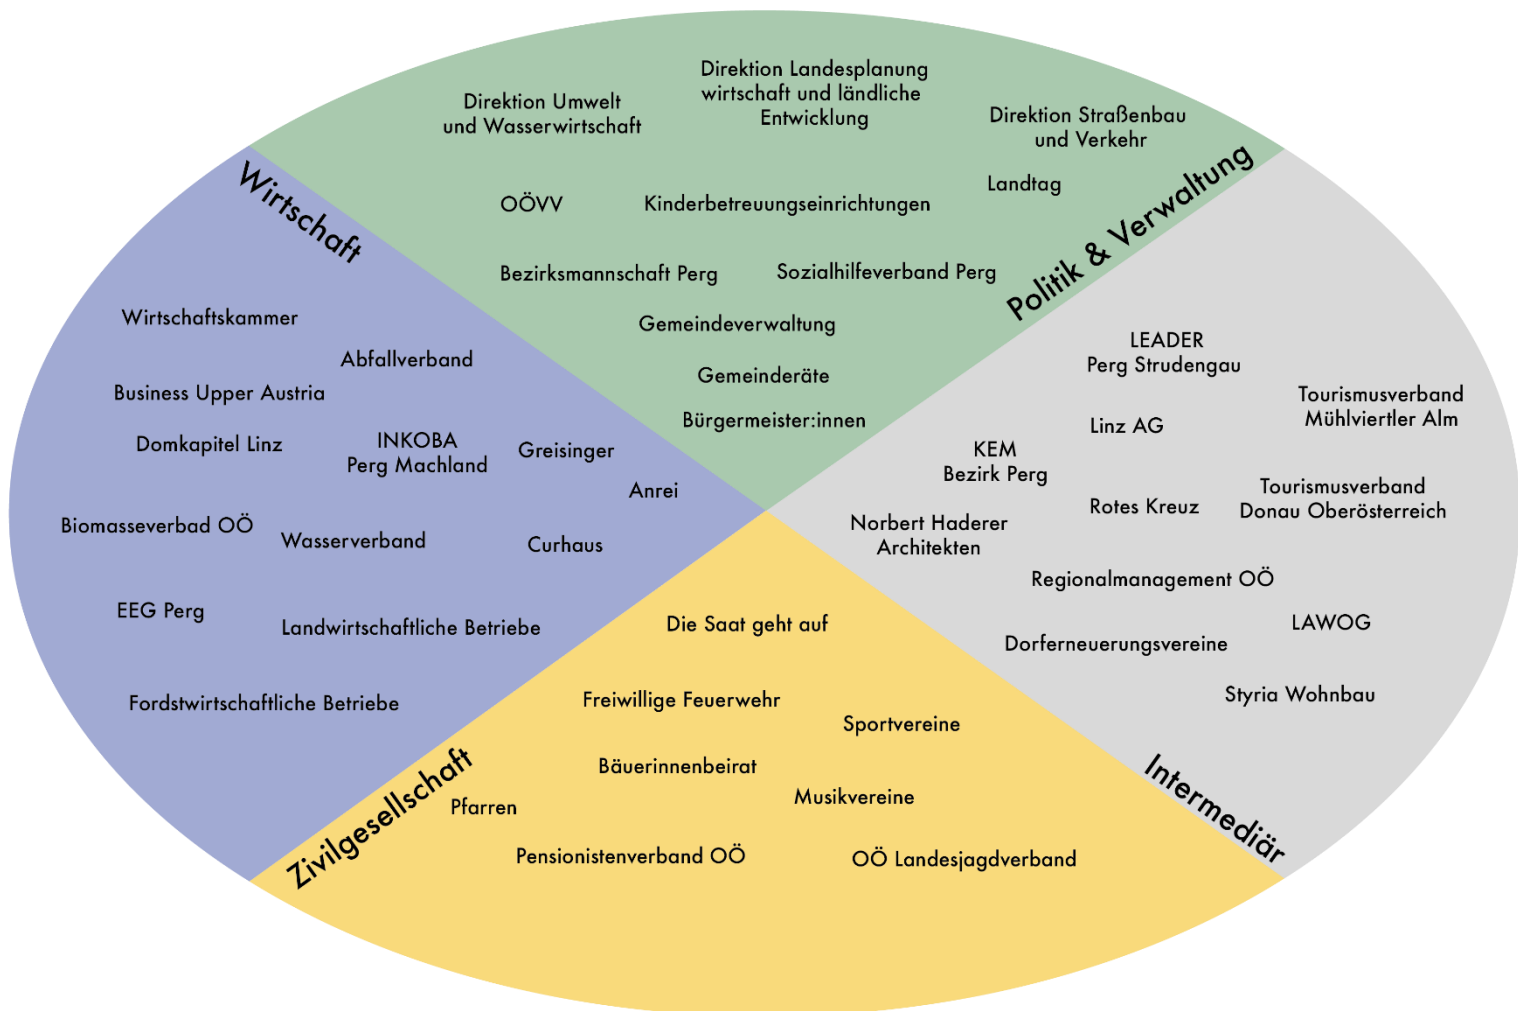 Direktion Landesplanung
wirtschaft und ländliche
Entwicklung
Direktion Umwelt
und Wasserwirtschaft
Direktion Straßenbau
und Verkehr
Landtag
OÖVV
Kinderbetreuungseinrichtungen
Bezirksmannschaft Perg
Sozialhilfeverband Perg
Gemeindeverwaltung
Gemeinderäte
Bürgermeister:innen
Politik & Verwaltung
Wirtschaft
Wirtschaftskammer
Abfallverband
Business Upper Austria
Domkapitel Linz
INKOBA
Perg Machland
Greisinger
Anrei
Biomasseverbad OÖ
Wasserverband
Curhaus
EEG Perg
Landwirtschaftliche Betriebe
Fordstwirtschaftliche Betriebe
LEADER
Perg Strudengau
Tourismusverband
Mühlviertler Alm
Linz AG
KEM
Bezirk Perg
Tourismusverband
Donau Oberösterreich
Rotes Kreuz
Norbert Haderer
Architekten
Regionalmanagement OÖ
LAWOG
Dorferneuerungsvereine
Styria Wohnbau
Intermediär
Zivilgesellschaft
Die Saat geht auf
Freiwillige Feuerwehr
Sportvereine
Bäuerinnenbeirat
Musikvereine
Pfarren
Pensionistenverband OÖ
OÖ Landesjagdverband